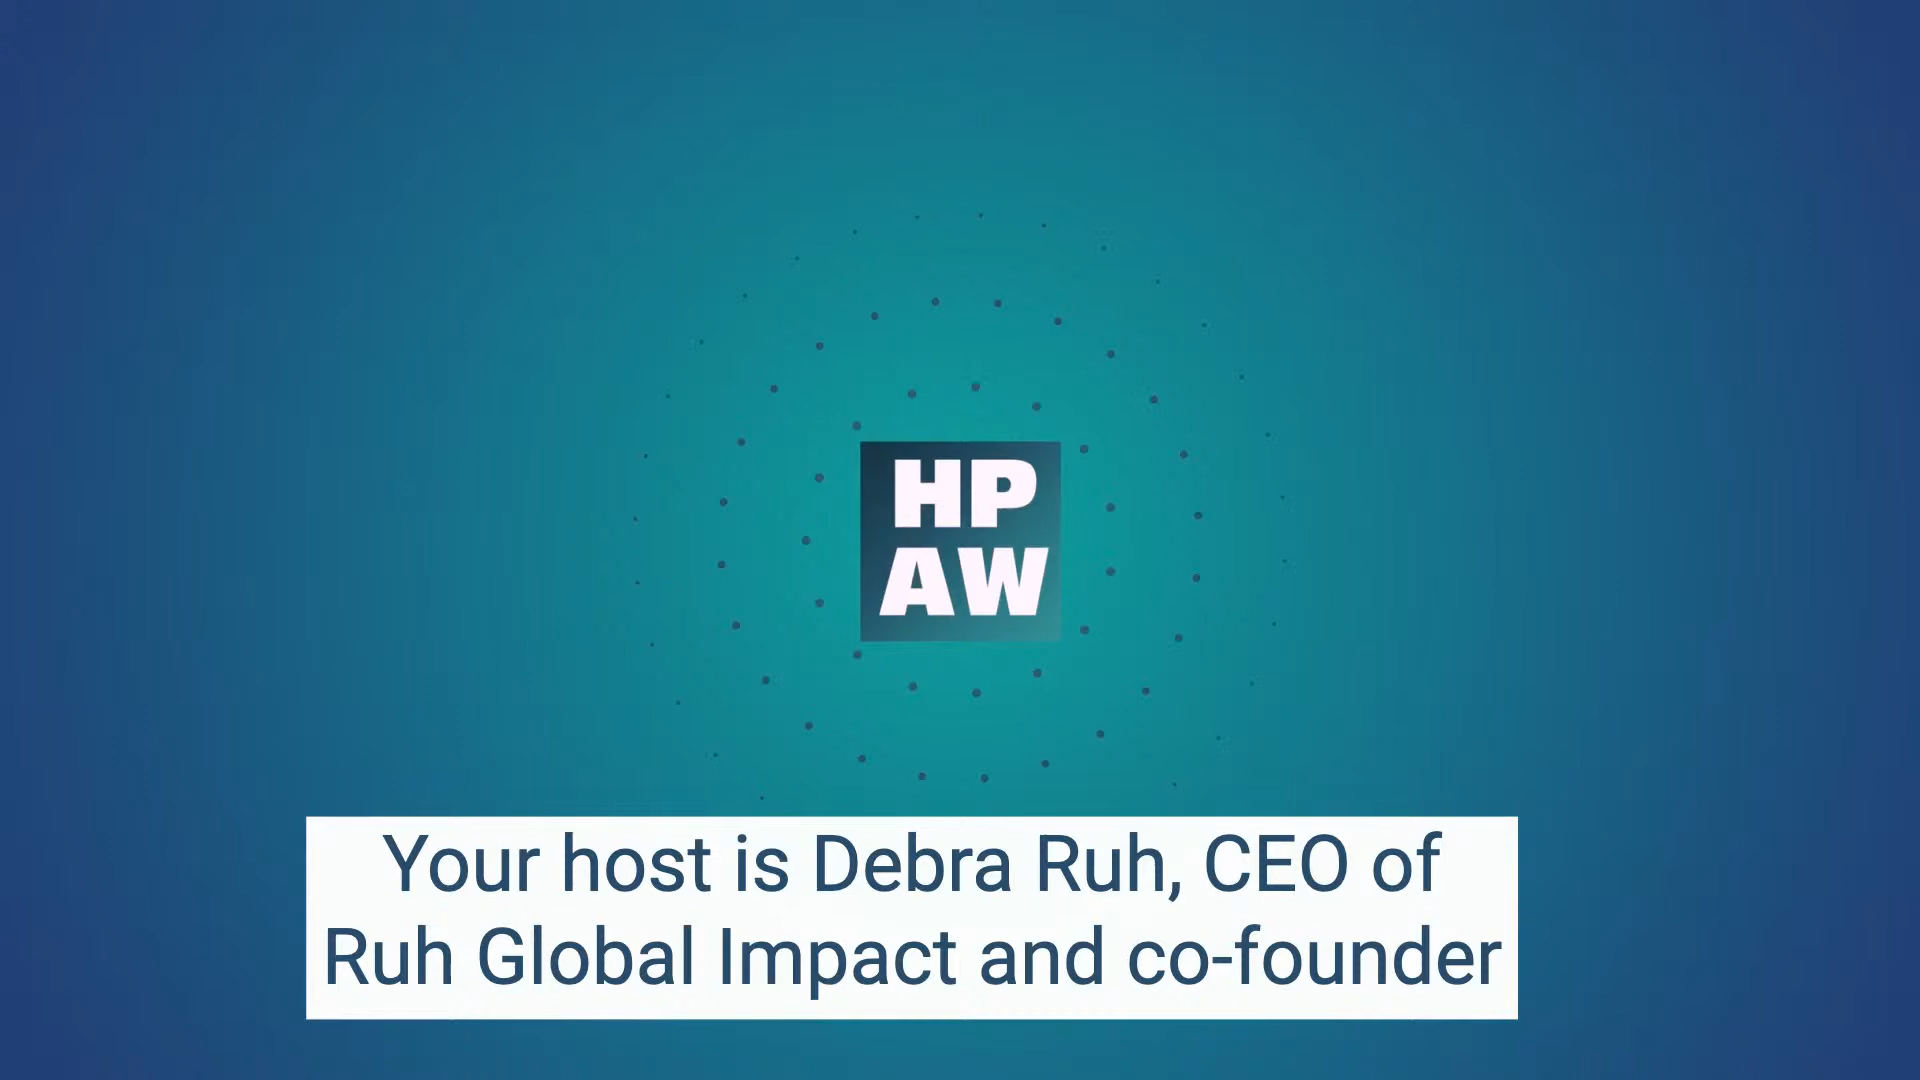 HP
AW
Your host is Debra Ruh, CEO of
Ruh Global Impact and co-founder